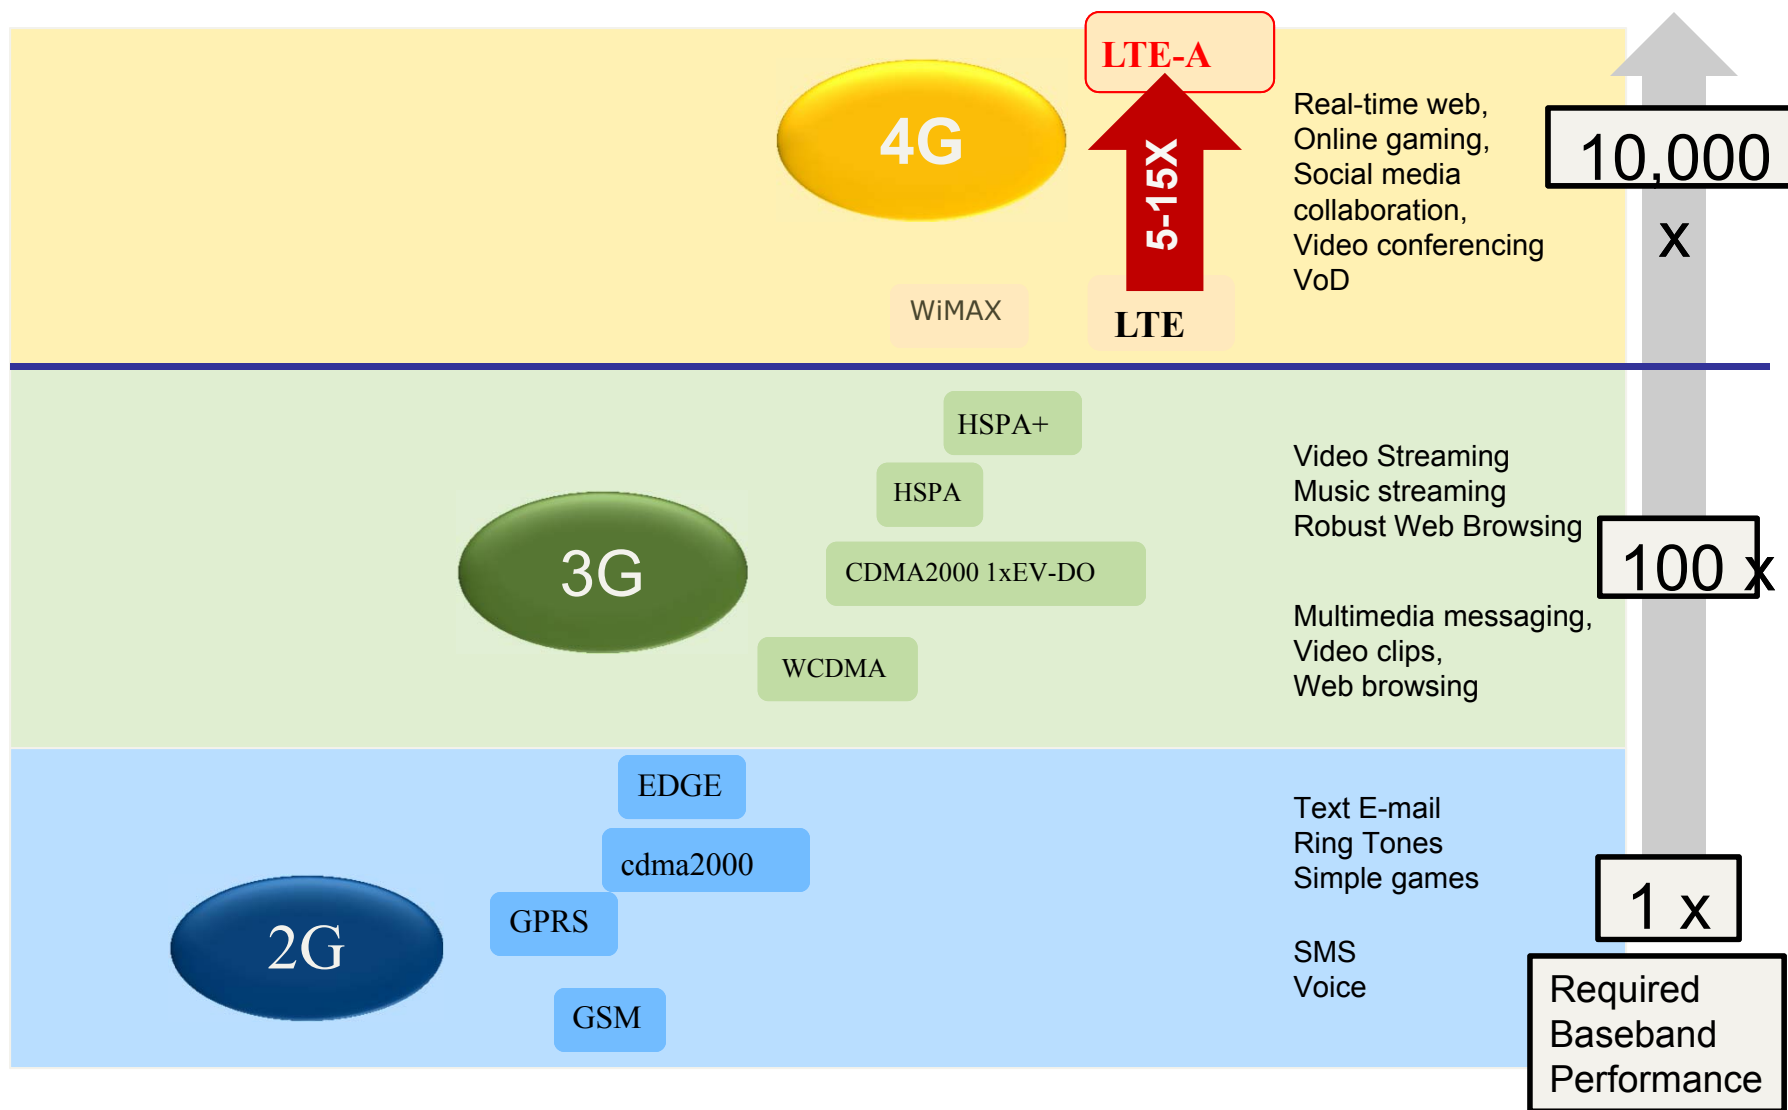 LTE-A
4G
5-15X
Real-time web,
Online gaming,
Social media
collaboration,
Video conferencing
VoD
10,000
x
WiMAX
LTE
HSPA+
HSPA
3G
CDMA2000 1xEV-DO
WCDMA
Video Streaming
Music streaming
Robust Web Browsing
100 x
Multimedia messaging,
Video clips,
Web browsing
EDGE
cdma2000
GPRS
2G
GSM
Text E-mail
Ring Tones
Simple games
1 x
SMS
Voice
Required
Baseband
Performance